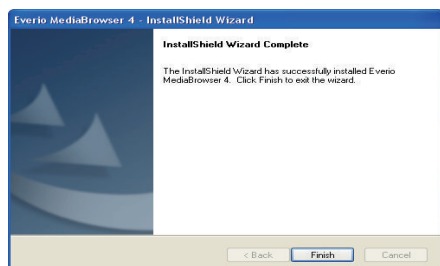 Everio MediaBrowser 4 - InstallShield Wizard
InstallShield Wizard Complete
The InstallShield Wizard has successfully installed Everio
MediaBrowser 4. Click Finish to exit the wizard.
< Back
Finish
Cancel